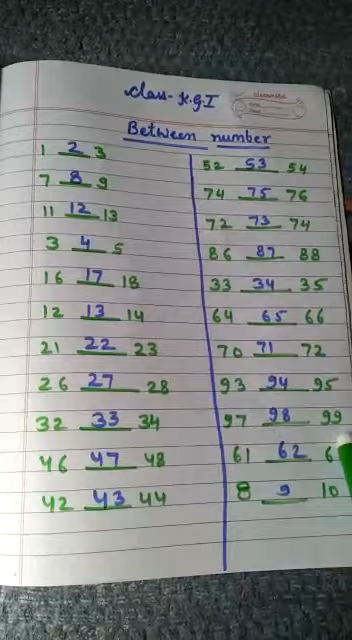 class- K.G.I
classmate
Between number
1 2 3
7 8 9
11 12 13
3 4 5
16 17 18
12 13 14
21 22 23
26 27 28
32 33 34
46 47 48
42 43 44
52 53 54
74 75 76
72 73 74
86 87 88
33 34 35
64 65 66
70 71 72
93 94 95
97 98 99
61 62 6
8 9 10